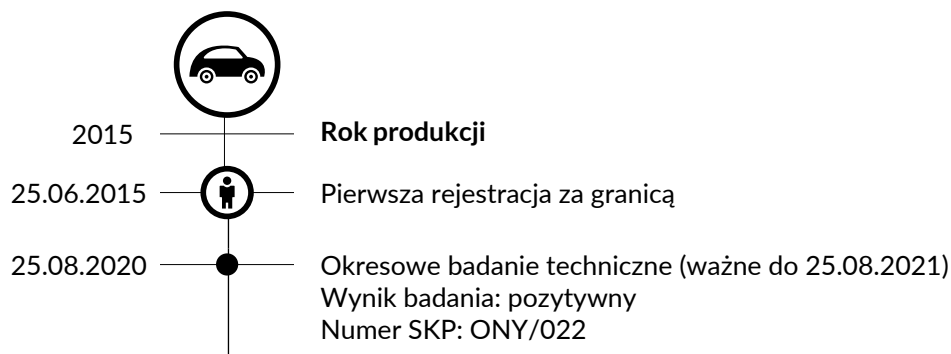 2015 Rok produkcji
25.06.2015 Pierwsza rejestracja za granicą
25.08.2020 Okresowe badanie techniczne (ważne do 25.08.2021)
Wynik badania: pozytywny
Numer SKP: ONY/022